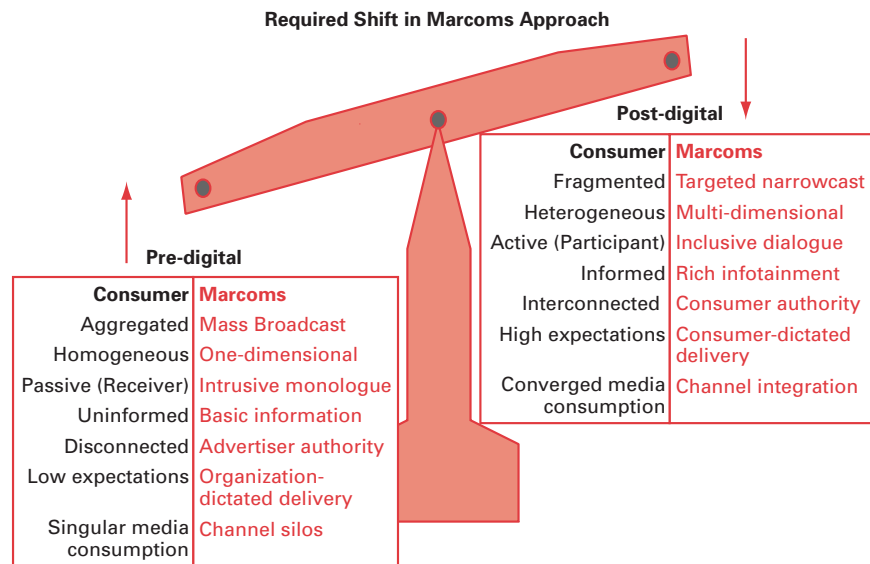 Required Shift in Marcoms Approach
Post-digital
Consumer Marcoms
Fragmented Targeted narrowcast
Heterogeneous Multi-dimensional
Active (Participant) Inclusive dialogue
Informed Rich infotainment
Interconnected Consumer authority
High expectations Consumer-dictated
delivery
Converged media Channel integration
consumption
Pre-digital
Consumer Marcoms
Aggregated Mass Broadcast
Homogeneous One-dimensional
Passive (Receiver) Intrusive monologue
Uninformed Basic information
Disconnected Advertiser authority
Low expectations Organization-
dictated delivery
Singular media Channel silos
consumption